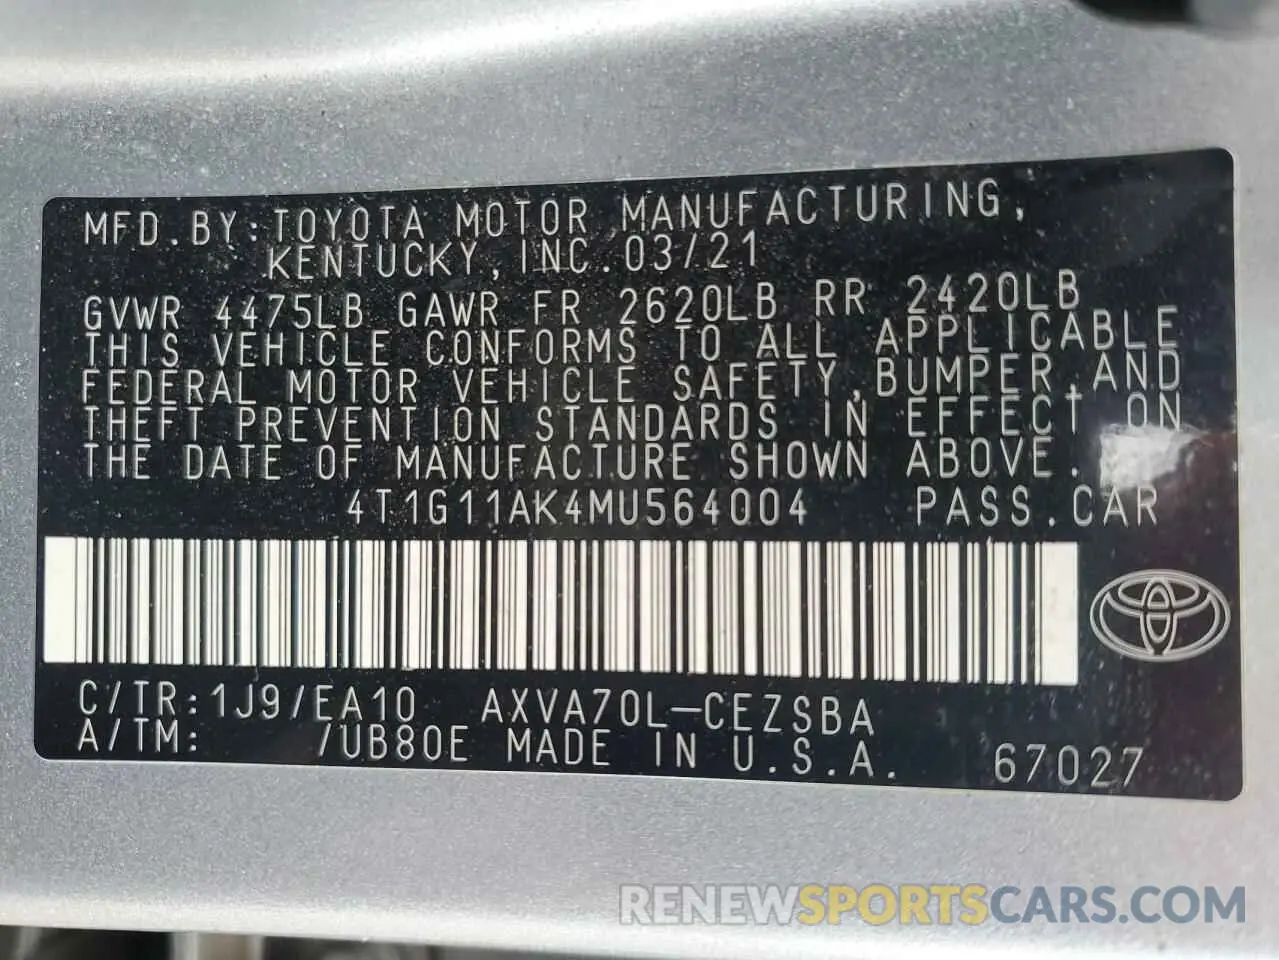 MFD.BY:TOYOTA MOTOR MANUFACTURING,
KENTUCKY,INC.03/21
GVWR 4475LB GAWR FR 2620LB RR 2420LB
THIS VEHICLE CONFORMS TO ALL APPLICABLE
FEDERAL MOTOR VEHICLE SAFETY,BUMPER,AND
THEFT PREVENTION STANDARDS IN EFFECT ON
THE DATE OF MANUFACTURE SHOWN ABOVE.
4T1G11AK4MU564004 PASS.CAR
C/TR:1J9/EA10 AXVA70L-CEZSBA
A/TM: /UB80E MADE IN U.S.A. 67027
RENEWSPORTSCARS.COM